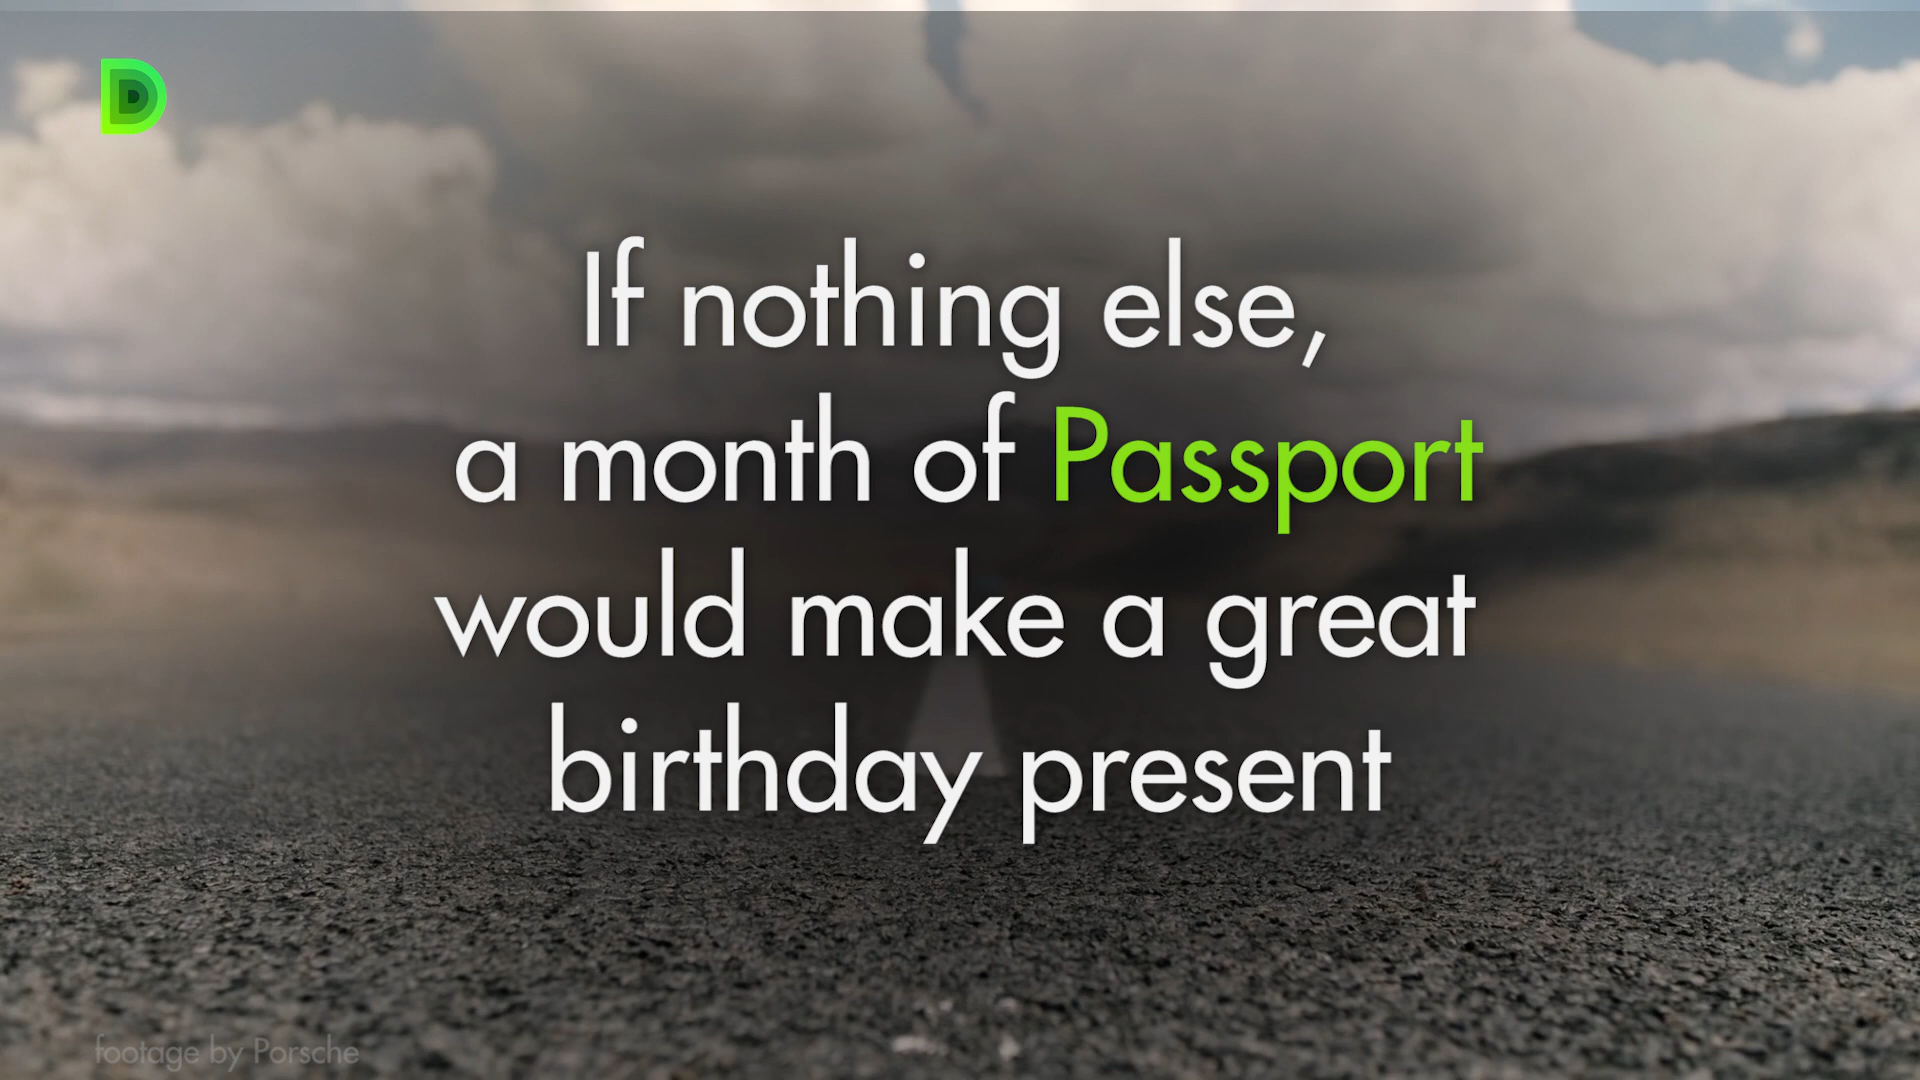 D
If nothing else,
a month of Passport
would make a great
birthday present
footage by Porsche